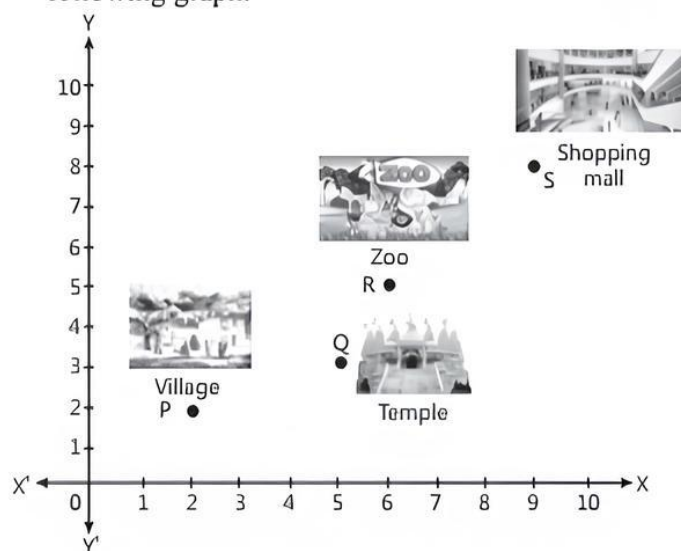 following graph.
Y
10
9
8
7
6
5
4
3
2
1
X'
0
1 2 3 4 5 6 7 8 9 10
X
Y'
Shopping
mall
S
ZOO
Zoo
R
Q
Village
P
Temple